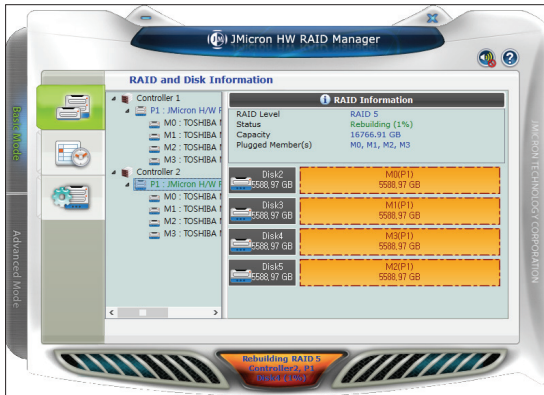 JMicron HW RAID Manager
RAID and Disk Information
Basic Mode
Advanced Mode
Controller 1
P1 : JMicron H/W R
M0 : TOSHIBA
M1 : TOSHIBA
M2 : TOSHIBA
M3 : TOSHIBA
Controller 2
P1 : JMicron H/W R
M0 : TOSHIBA
M1 : TOSHIBA
M2 : TOSHIBA
M3 : TOSHIBA
RAID Information
RAID Level RAID 5
Status Rebuilding (1%)
Capacity 16766.91 GB
Plugged Member(s) M0, M1, M2, M3
Disk2
5588,97 GB
M0(P1)
5588,97 GB
Disk3
5588,97 GB
M1(P1)
5588,97 GB
Disk4
5588,97 GB
M3(P1)
5588,97 GB
Disk5
5588,97 GB
M2(P1)
5588,97 GB
JMICRON TECHNOLOGY CORPORATION
Rebuilding RAID 5
Controller2, P1